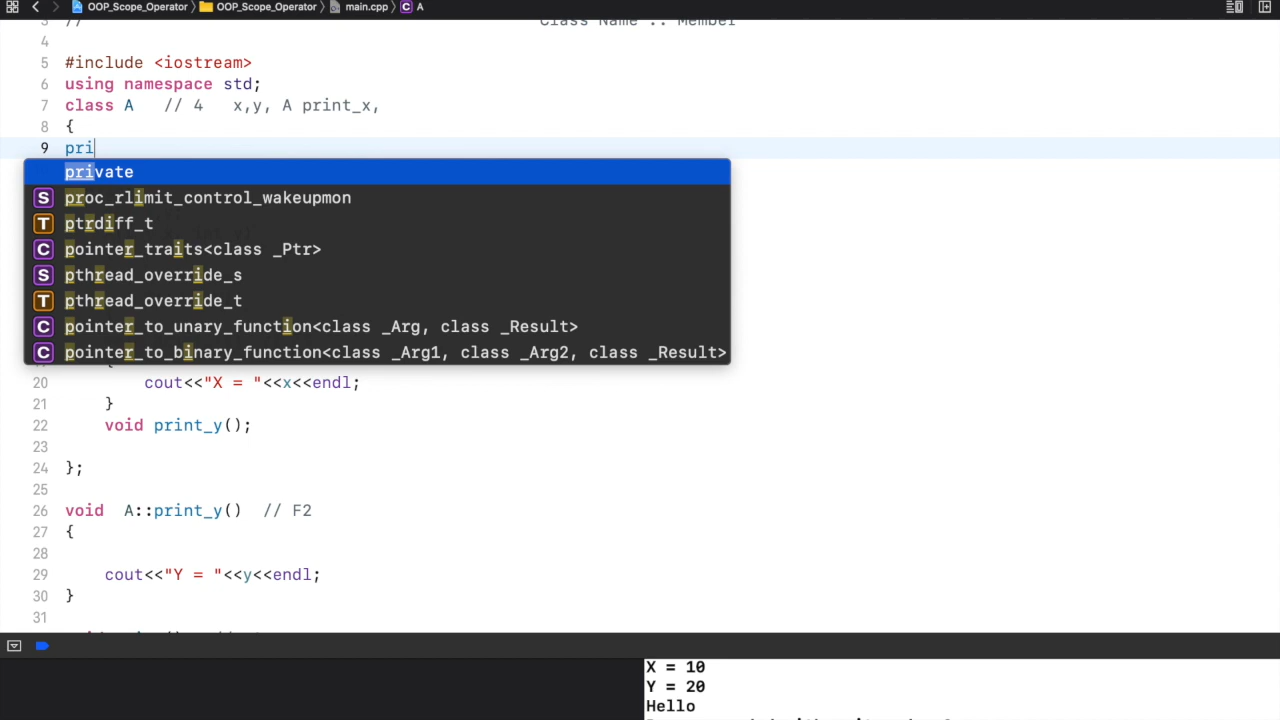 OOP_Scope_Operator OOP_Scope_Operator main.cpp C A
3 // Class Name :: Member
4
5 #include <iostream>
6 using namespace std;
7 class A // 4 x,y, A print_x,
8 {
9 pri
private
S proc_rlimit_control_wakeupmon
T ptrdiff_t
C pointer_traits<class _Ptr>
S pthread_override_s
T pthread_override_t
C pointer_to_unary_function<class _Arg, class _Result>
C pointer_to_binary_function<class _Arg1, class _Arg2, class _Result>
20 cout<<"X = "<<x<<endl;
21 }
22 void print_y();
23
24 };
25
26 void A::print_y() // F2
27 {
28
29 cout<<"Y = "<<y<<endl;
30 }
31
X = 10
Y = 20
Hello